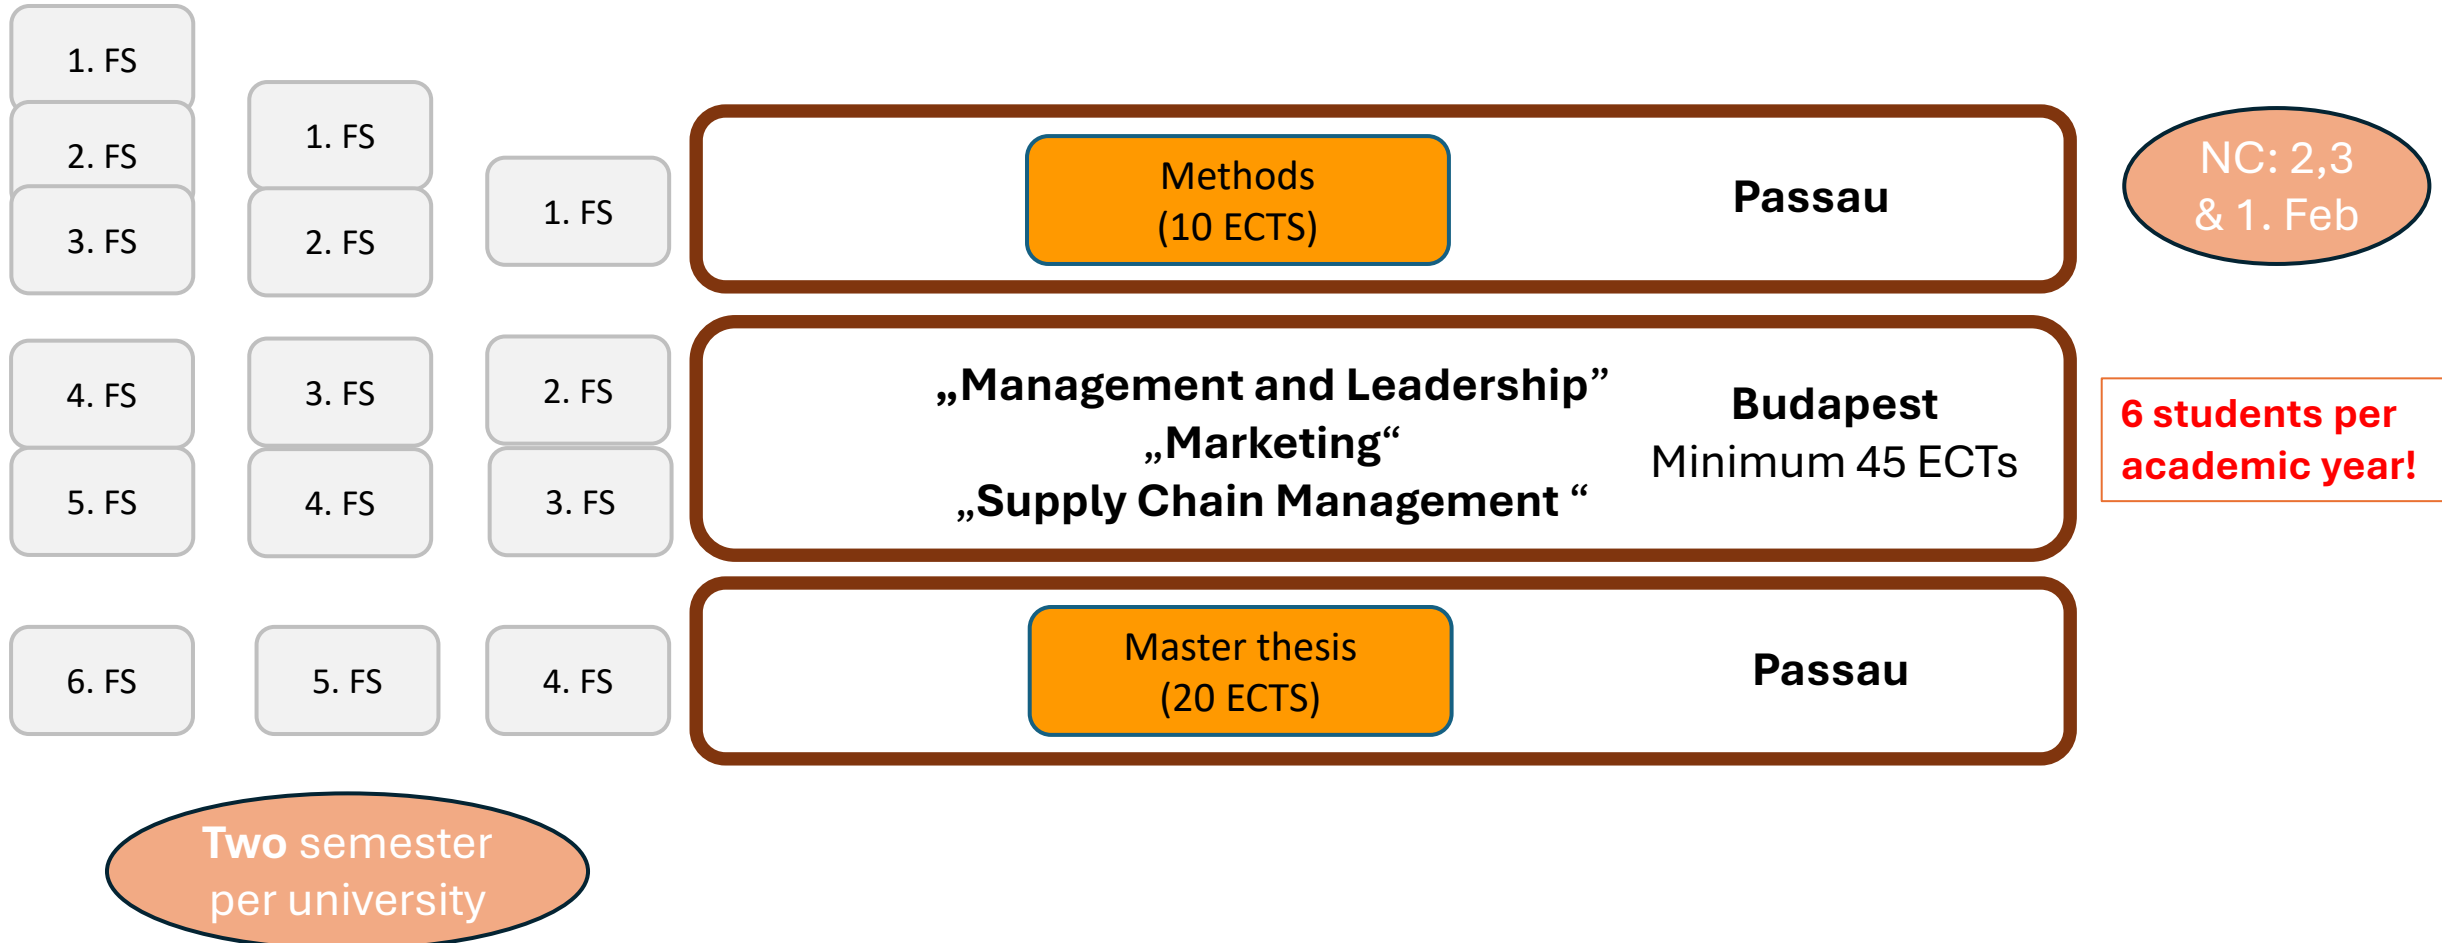 1. FS
2. FS
3. FS
1. FS
2. FS
1. FS
Methods
(10 ECTS)
Passau
NC: 2,3
& 1. Feb
4. FS
5. FS
3. FS
4. FS
2. FS
3. FS
„Management and Leadership”
„Marketing“
„Supply Chain Management “
Budapest
Minimum 45 ECTs
6 students per
academic year!
6. FS
5. FS
4. FS
Master thesis
(20 ECTS)
Passau
Two semester
per university